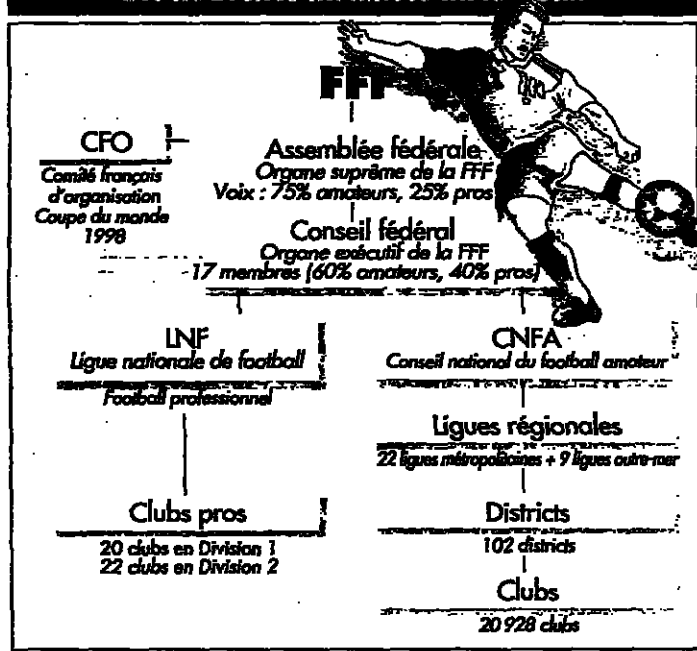 FFF
CFO
Comité français
d'organisation
Coupe du monde
1998
Assemblée fédérale
Organe suprême de la FFF
Voix : 75% amateurs, 25% pros
Conseil fédéral
Organe exécutif de la FFF
17 membres (60% amateurs, 40% pros)
LNF
Ligue nationale de football
Football professionnel
Clubs pros
20 clubs en Division 1
22 clubs en Division 2
CNFA
Conseil national du football amateur
Ligues régionales
22 ligues métropolitaines + 9 ligues outre-mer
Districts
102 districts
Clubs
20 928 clubs